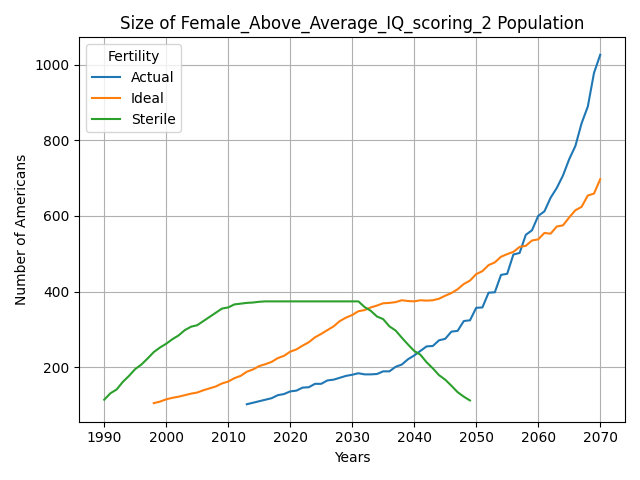 Size of Female_Above_Average_IQ_scoring_2 Population
Fertility
Actual
Ideal
Sterile
Number of Americans
1000
800
600
400
200
1990 2000 2010 2020 2030 2040 2050 2060 2070
Years